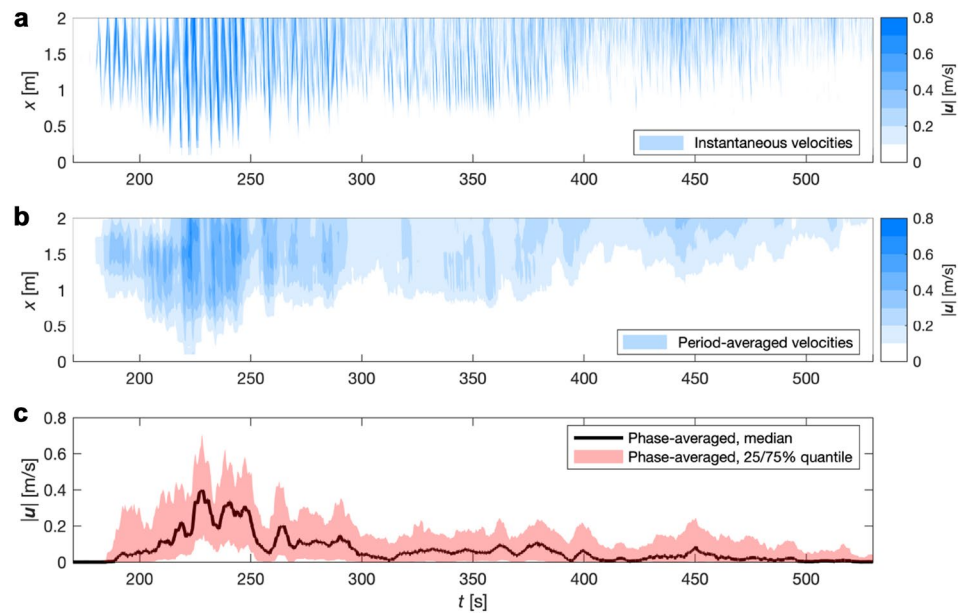 a
2
1.5
1
0.5
0
x [m]
200 250 300 350 400 450 500
Instantaneous velocities
0.8
0.6
0.4
0.2
0
|u| [m/s]
b
2
1.5
1
0.5
0
x [m]
200 250 300 350 400 450 500
Period-averaged velocities
0.8
0.6
0.4
0.2
0
|u| [m/s]
c
0.8
0.6
0.4
0.2
0
|u| [m/s]
Phase-averaged, median
Phase-averaged, 25/75% quantile
200 250 300 350 400 450 500
t [s]